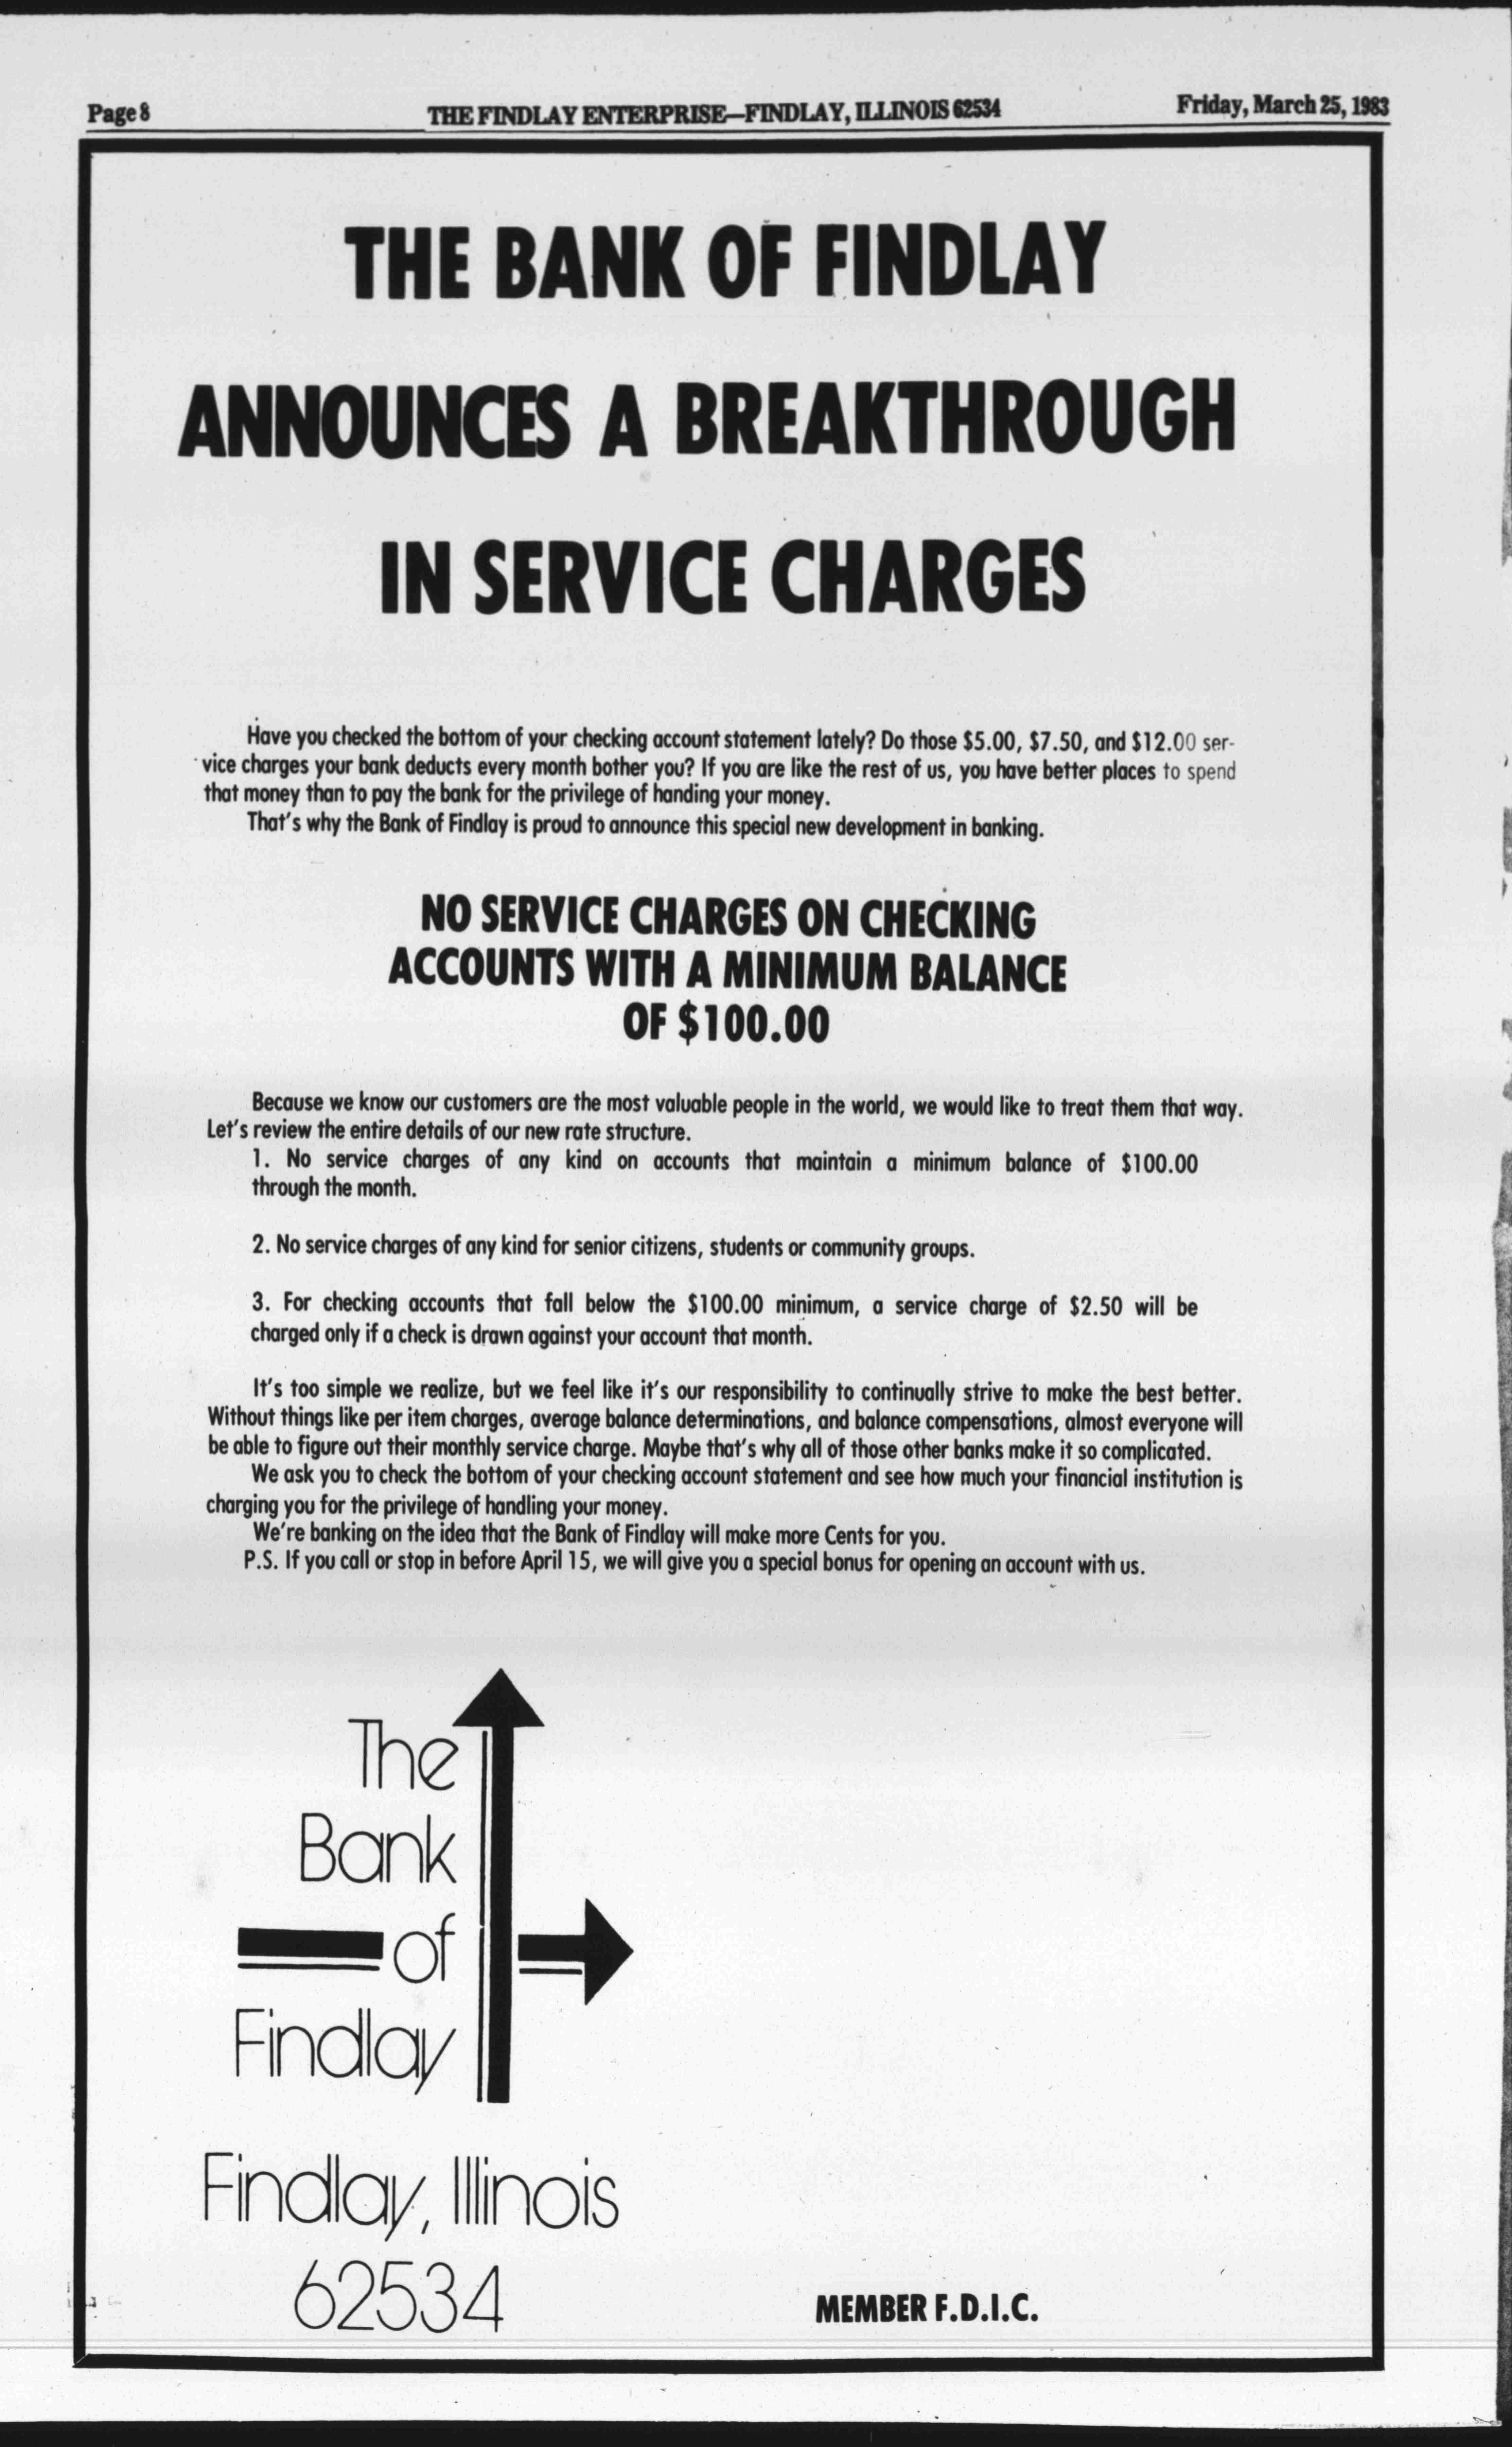 Page 8
THE FINDLAY ENTERPRISE—FINDLAY, ILLINOIS 62534
Friday, March 25, 1983
THE BANK OF FINDLAY
ANNOUNCES A BREAKTHROUGH
IN SERVICE CHARGES
Have you checked the bottom of your checking account statement lately? Do those $5.00, $7.50, and $12.00 ser-
vice charges your bank deducts every month bother you? If you are like the rest of us, you have better places to spend
that money than to pay the bank for the privilege of handing your money.
That's why the Bank of Findlay is proud to announce this special new development in banking.
NO SERVICE CHARGES ON CHECKING
ACCOUNTS WITH A MINIMUM BALANCE
OF $100.00
Because we know our customers are the most valuable people in the world, we would like to treat them that way.
Let's review the entire details of our new rate structure.
1. No service charges of any kind on accounts that maintain a minimum balance of $100.00
through the month.
2. No service charges of any kind for senior citizens, students or community groups.
3. For checking accounts that fall below the $100.00 minimum, a service charge of $2.50 will be
charged only if a check is drawn against your account that month.
It's too simple we realize, but we feel like it's our responsibility to continually strive to make the best better.
Without things like per item charges, average balance determinations, and balance compensations, almost everyone will
be able to figure out their monthly service charge. Maybe that's why all of those other banks make it so complicated.
We ask you to check the bottom of your checking account statement and see how much your financial institution is
charging you for the privilege of handling your money.
We're banking on the idea that the Bank of Findlay will make more Cents for you.
P.S. If you call or stop in before April 15, we will give you a special bonus for opening an account with us.
The
Bank
of
Findlay
Findlay, Illinois
62534
MEMBER F.D.I.C.